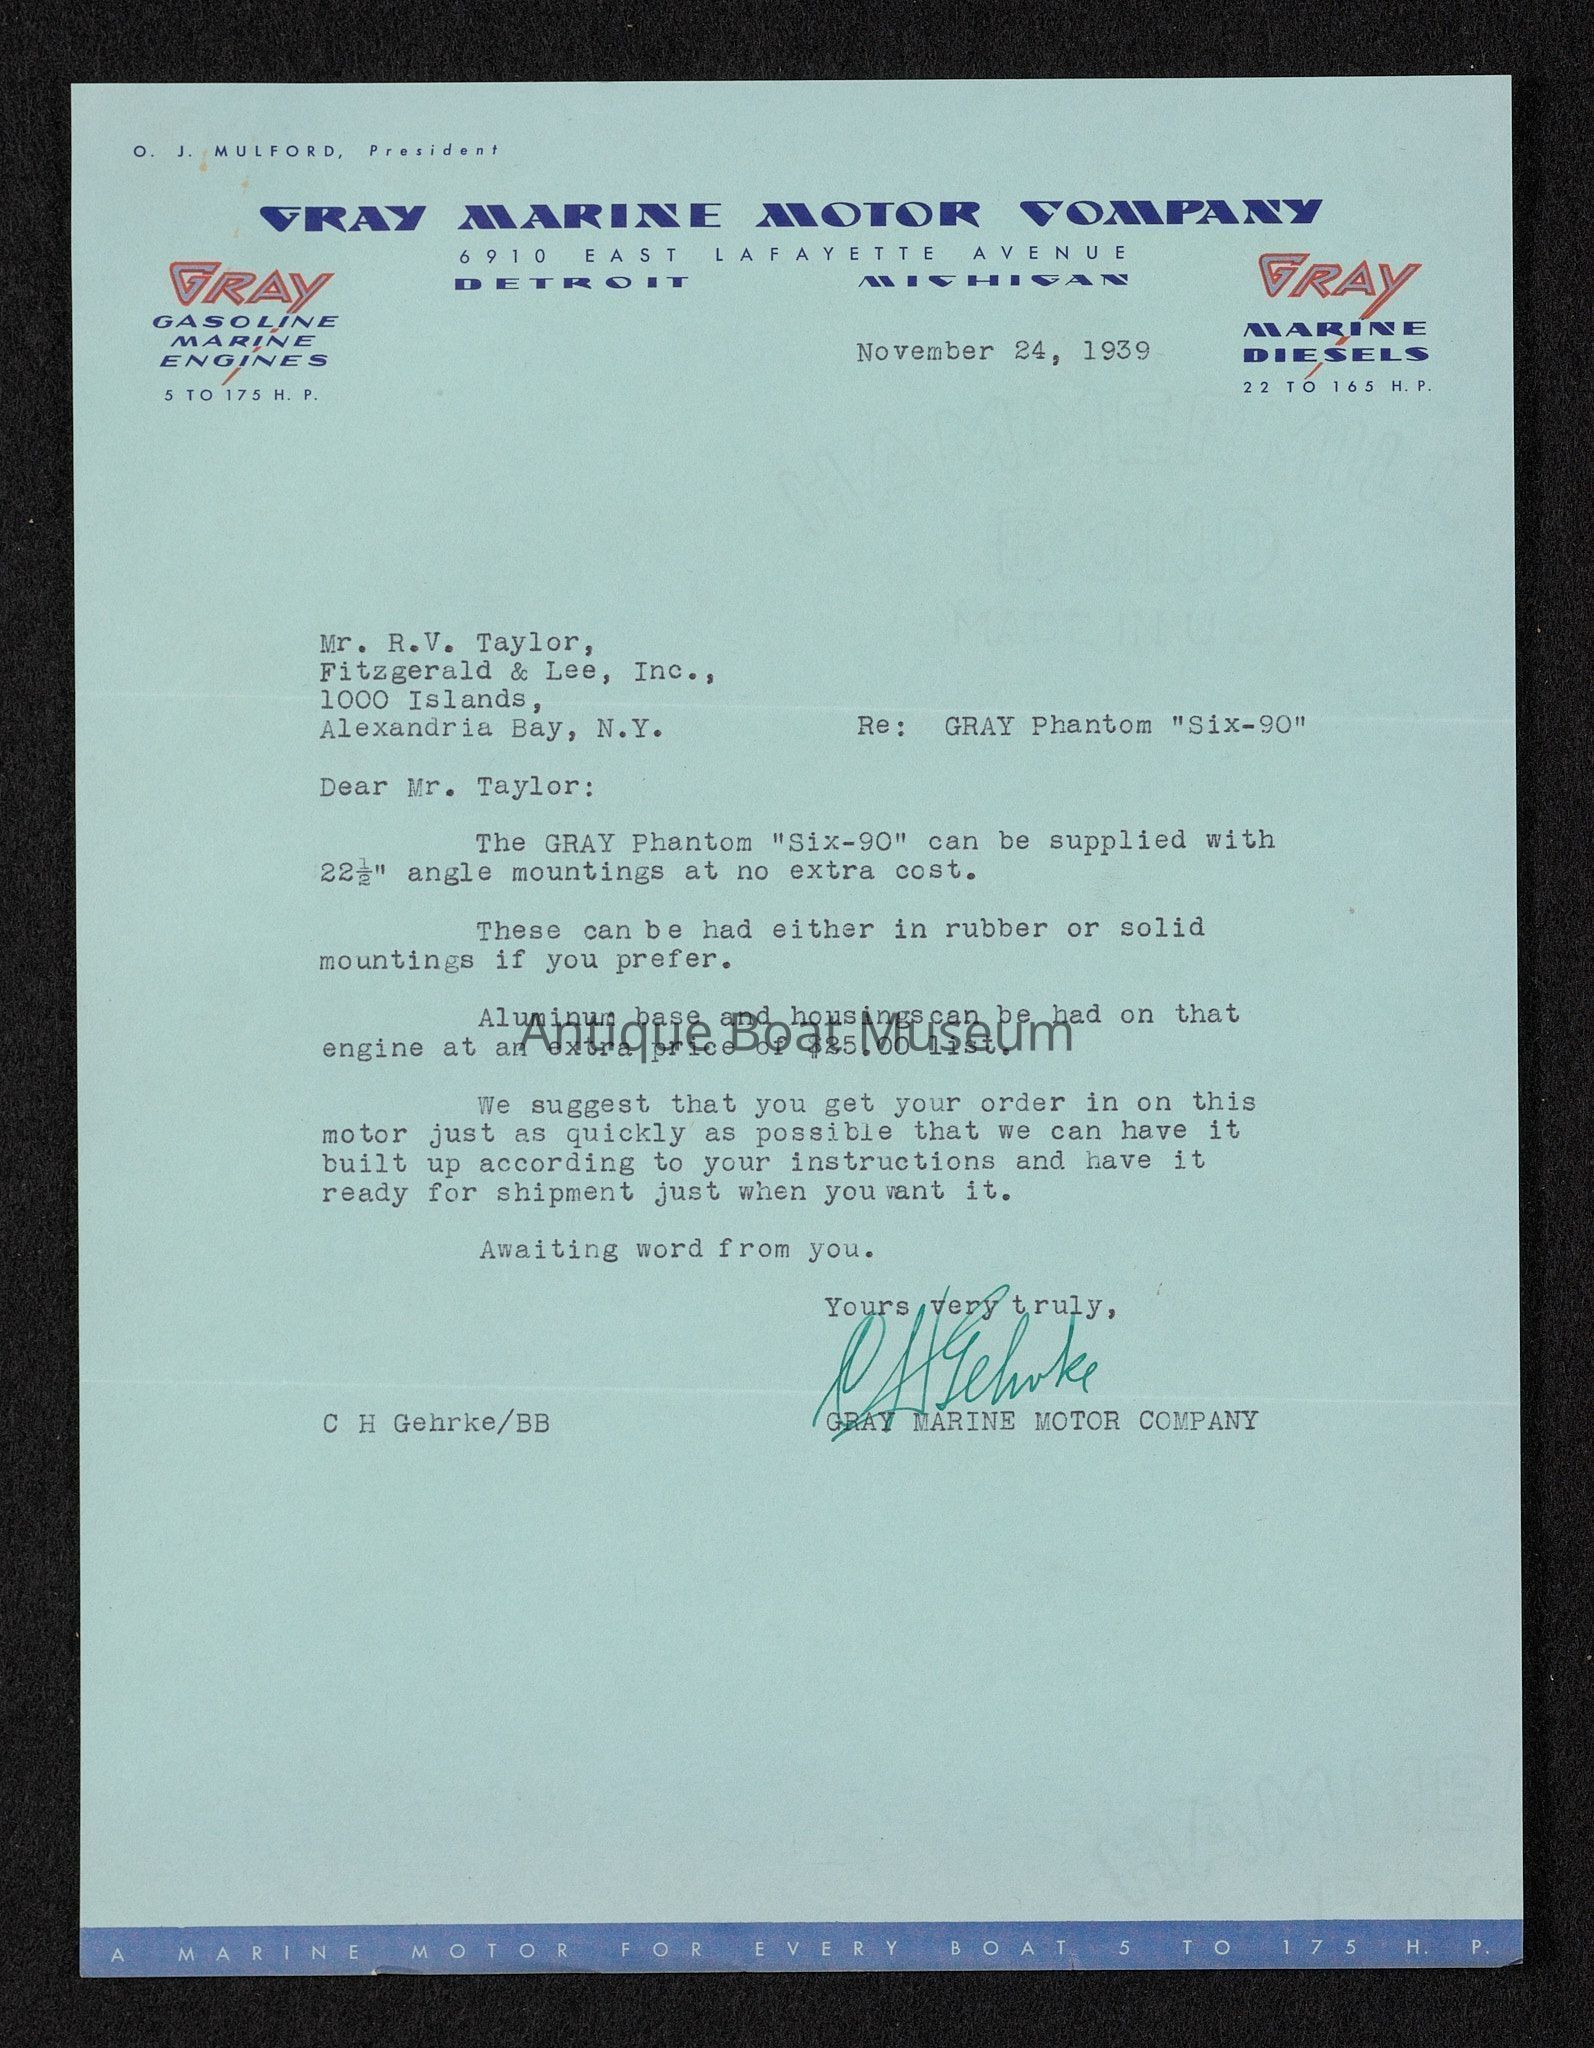 O. J. MULFORD, President
GRAY MARINE MOTOR COMPANY
6910 EAST LAFAYETTE AVENUE
DETROIT MICHIGAN
GRAY
GASOLINE
MARINE
ENGINES
5 TO 175 H. P.
GRAY
MARINE
DIESELS
22 TO 165 H. P.
November 24, 1939
Mr. R.V. Taylor,
Fitzgerald & Lee, Inc.,
1000 Islands,
Alexandria Bay, N.Y.
Re: GRAY Phantom "Six-90"
Dear Mr. Taylor:
The GRAY Phantom "Six-90" can be supplied with
22½" angle mountings at no extra cost.
These can be had either in rubber or solid
mountings if you prefer.
Aluminum base and housingscan be had on that
engine at an extra price of $25.00 list.
Antique Boat Museum
We suggest that you get your order in on this
motor just as quickly as possible that we can have it
built up according to your instructions and have it
ready for shipment just when you want it.
Awaiting word from you.
Yours very truly,
C H Gehrke
C H Gehrke/BB
GRAY MARINE MOTOR COMPANY
A MARINE MOTOR FOR EVERY BOAT 5 TO 175 H. P.